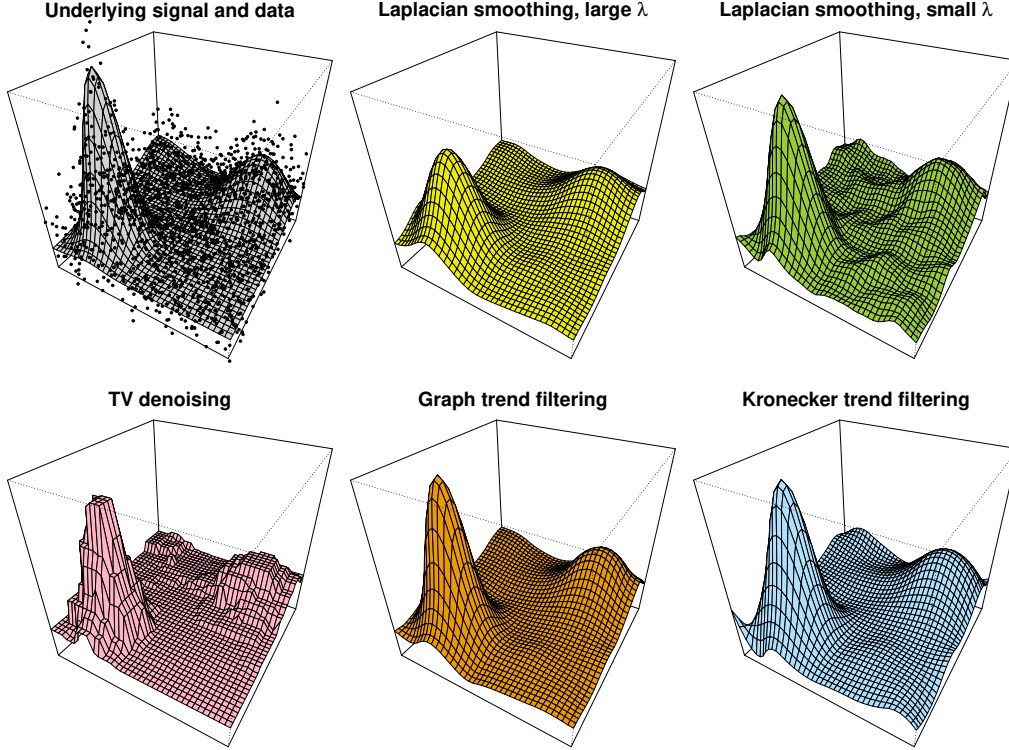 Underlying signal and data
Laplacian smoothing, large λ
Laplacian smoothing, small λ
TV denoising
Graph trend filtering
Kronecker trend filtering